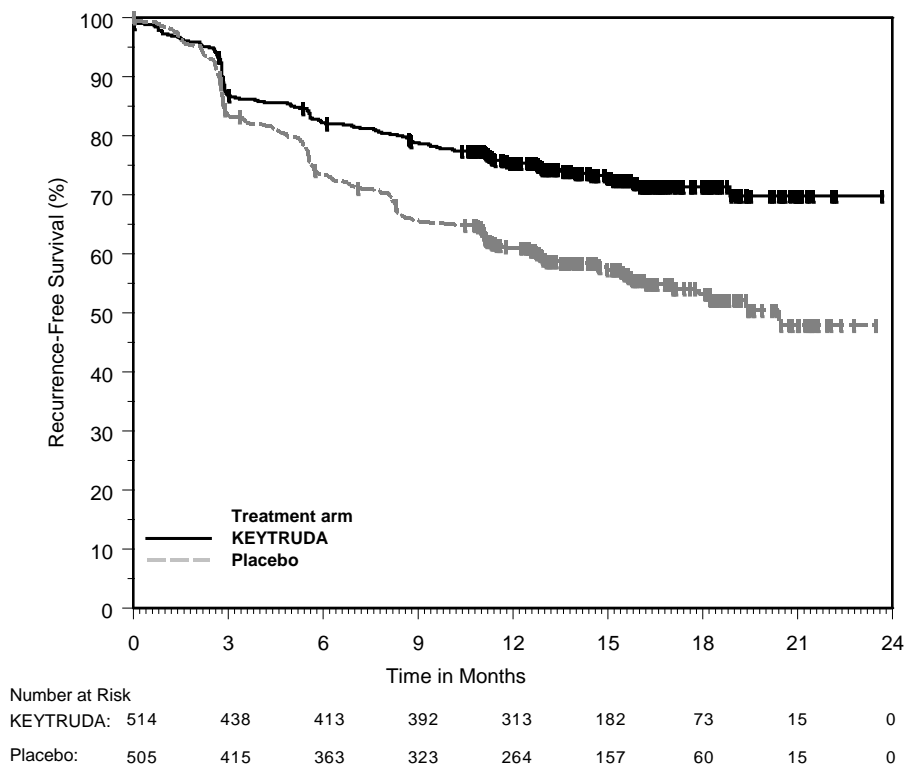 100
90
80
70
60
50
40
30
20
10
0
Recurrence-Free Survival (%)
Treatment arm
KEYTRUDA
Placebo
0 3 6 9 12 15 18 21 24
Time in Months
Number at Risk
KEYTRUDA: 514 438 413 392 313 182 73 15 0
Placebo: 505 415 363 323 264 157 60 15 0